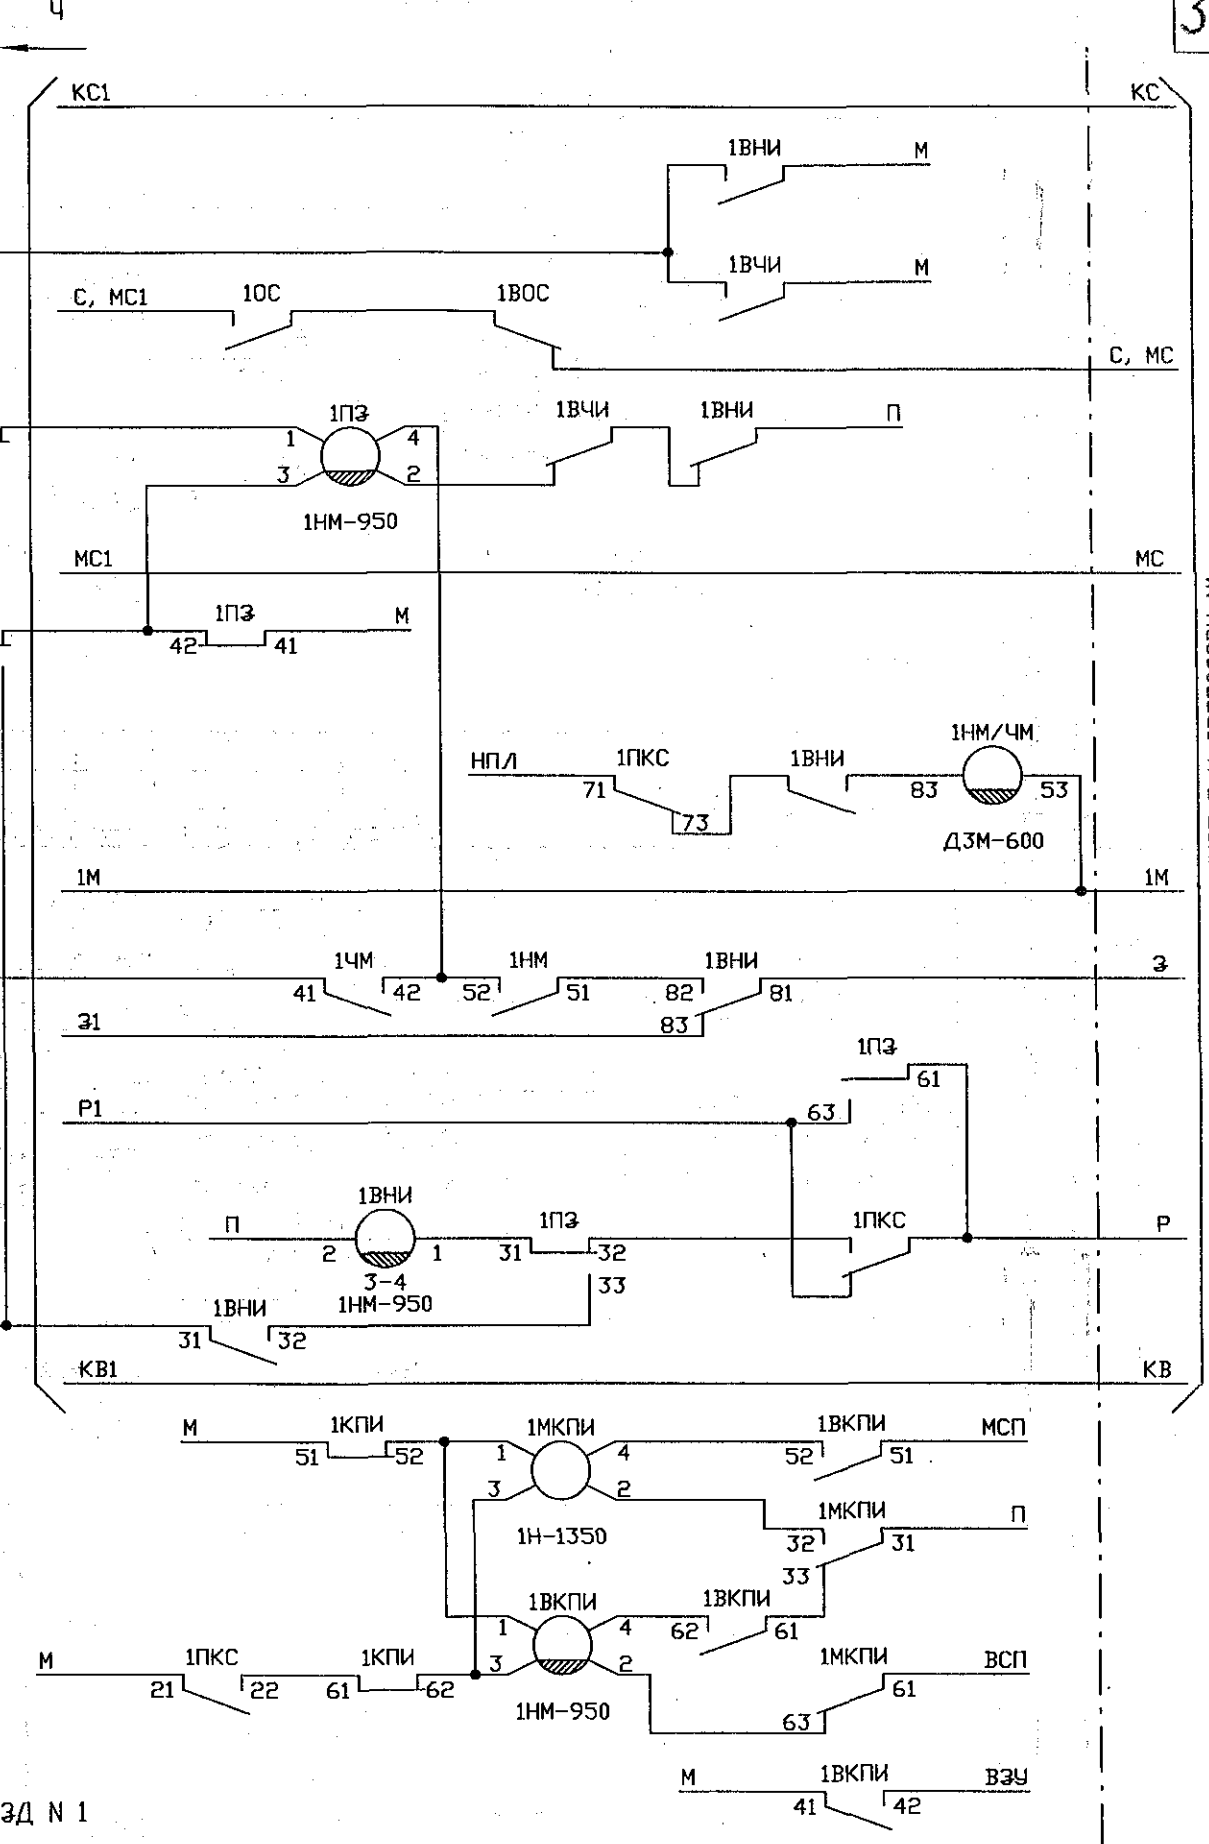 Ч
3
КС1 КС
1ВНИ М
1ВЧИ М
С, МС1 1ОС 1ВОС
С, МС
1ПЗ 1ВЧИ 1ВНИ П
1 4
3 2
1НМ-950
МС1 МС
1ПЗ М
42 41
1НМ/ЧМ
НПЛ 1ПКС 1ВНИ
71 83 53
73
ДЗМ-600
1М 1М
1ЧМ 1НМ 1ВНИ З
41 42 52 51 82 81
З1 83
1ПЗ
61
Р1 63
1ВНИ
П 1ПЗ 1ПКС Р
2 1 31 32
3-4 33
1ВНИ 1НМ-950
31 32
КВ1 КВ
М 1КПИ 1МКПИ 1ВКПИ МСП
51 52 1 4 52 51
3 2
1МКПИ П
1Н-1350 32 31
33
1ВКПИ 1ВКПИ
1 4 62 61
М 1ПКС 1КПИ 1МКПИ ВСП
21 22 61 62 3 2 61
1НМ-950 63
М 1ВКПИ ВЗУ
41 42
ЗД N 1